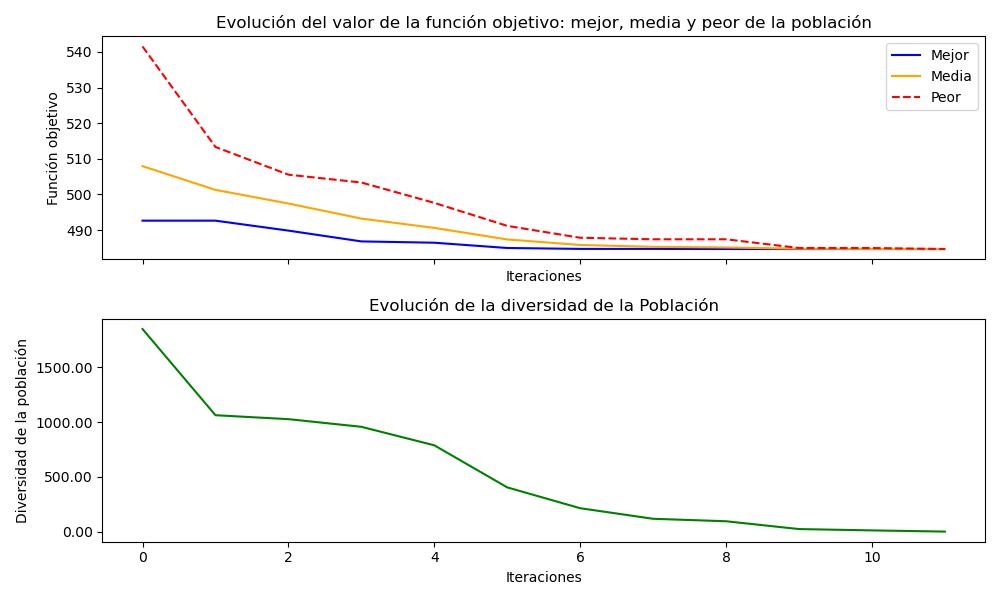 Evolución del valor de la función objetivo: mejor, media y peor de la población
Función objetivo
540
530
520
510
500
490
Mejor
Media
Peor
Iteraciones
Evolución de la diversidad de la Población
Diversidad de la población
1500.00
1000.00
500.00
0.00
0 2 4 6 8 10
Iteraciones